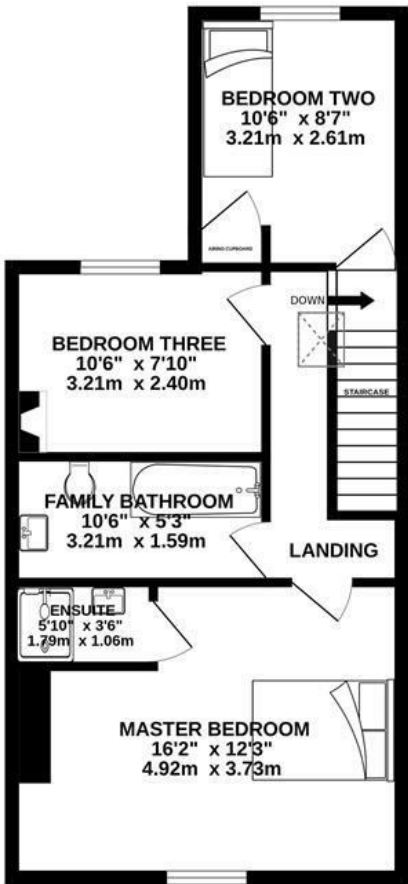 BEDROOM TWO
10'6" x 8'7"
3.21m x 2.61m
AIRING CUPBOARD
DOWN
BEDROOM THREE
10'6" x 7'10"
3.21m x 2.40m
STAIRCASE
FAMILY BATHROOM
10'6" x 5'3"
3.21m x 1.59m
LANDING
ENSUITE
5'10" x 3'6"
1.79m x 1.06m
MASTER BEDROOM
16'2" x 12'3"
4.92m x 3.73m